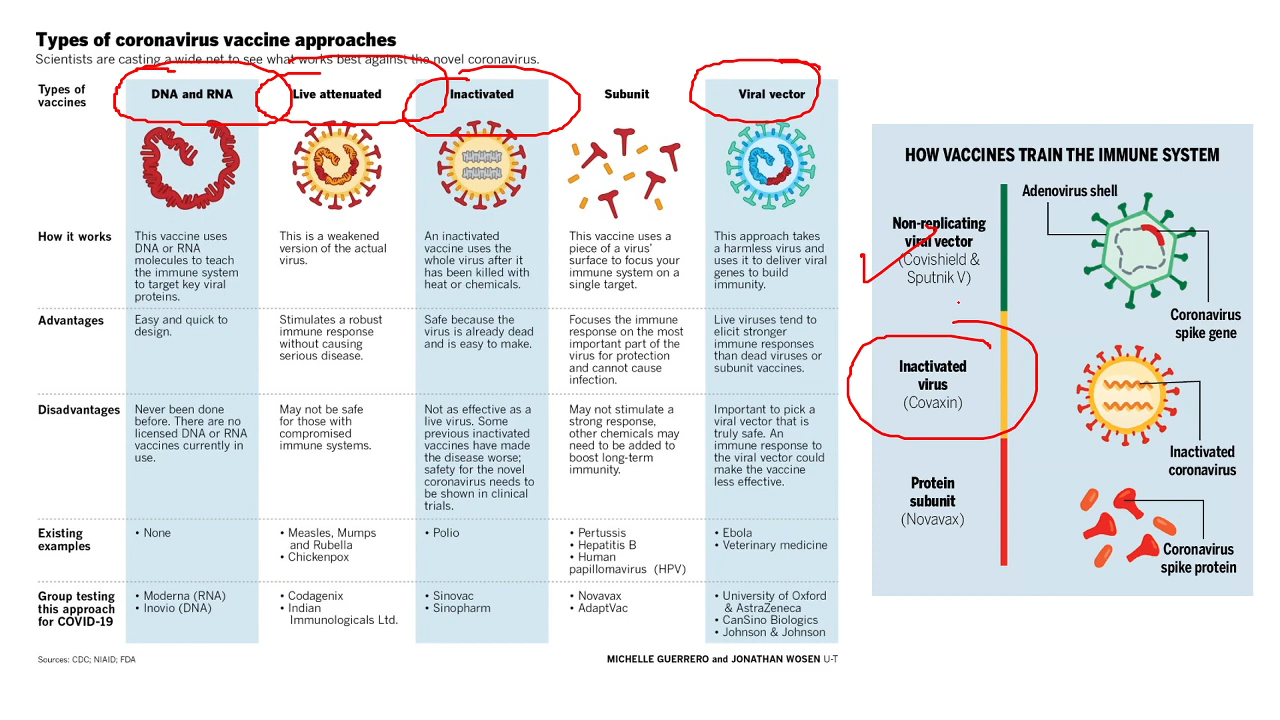 Types of coronavirus vaccine approaches
Scientists are casting a wide net to see what works best against the novel coronavirus.
Types of
vaccines
DNA and RNA
Live attenuated
Inactivated
Subunit
Viral vector
How it works
This vaccine uses
DNA or RNA
molecules to teach
the immune system
to target key viral
proteins.
This is a weakened
version of the actual
virus.
An inactivated
vaccine uses the
whole virus after it
has been killed with
heat or chemicals.
This vaccine uses a
piece of a virus'
surface to focus your
immune system on a
single target.
This approach takes
a harmless virus and
uses it to deliver viral
genes to build
immunity.
Advantages
Easy and quick to
design.
Stimulates a robust
immune response
without causing
serious disease.
Safe because the
virus is already dead
and is easy to make.
Focuses the immune
response on the most
important part of the
virus for protection
and cannot cause
infection.
Live viruses tend to
elicit stronger
immune responses
than dead viruses or
subunit vaccines.
Disadvantages
Never been done
before. There are no
licensed DNA or RNA
vaccines currently in
use.
May not be safe
for those with
compromised
immune systems.
Not as effective as a
live virus. Some
previous inactivated
vaccines have made
the disease worse;
safety for the novel
coronavirus needs to
be shown in clinical
trials.
May not stimulate a
strong response,
other chemicals may
need to be added to
boost long-term
immunity.
Important to pick a
viral vector that is
truly safe. An
immune response to
the viral vector could
make the vaccine
less effective.
Existing
examples
• None
• Measles, Mumps
and Rubella
• Chickenpox
• Polio
• Pertussis
• Hepatitis B
• Human
papillomavirus (HPV)
• Ebola
• Veterinary medicine
Group testing
this approach
for COVID-19
• Moderna (RNA)
• Inovio (DNA)
• Codagenix
• Indian
Immunologicals Ltd.
• Sinovac
• Sinopharm
• Novavax
• AdaptVac
• University of Oxford
& AstraZeneca
• CanSino Biologics
• Johnson & Johnson
Sources: CDC; NIAID; FDA
MICHELLE GUERRERO and JONATHAN WOSEN U-T
HOW VACCINES TRAIN THE IMMUNE SYSTEM
Non-replicating
viral vector
(Covishield &
Sputnik V)
Adenovirus shell
Coronavirus
spike gene
Inactivated
virus
(Covaxin)
Inactivated
coronavirus
Protein
subunit
(Novavax)
Coronavirus
spike protein